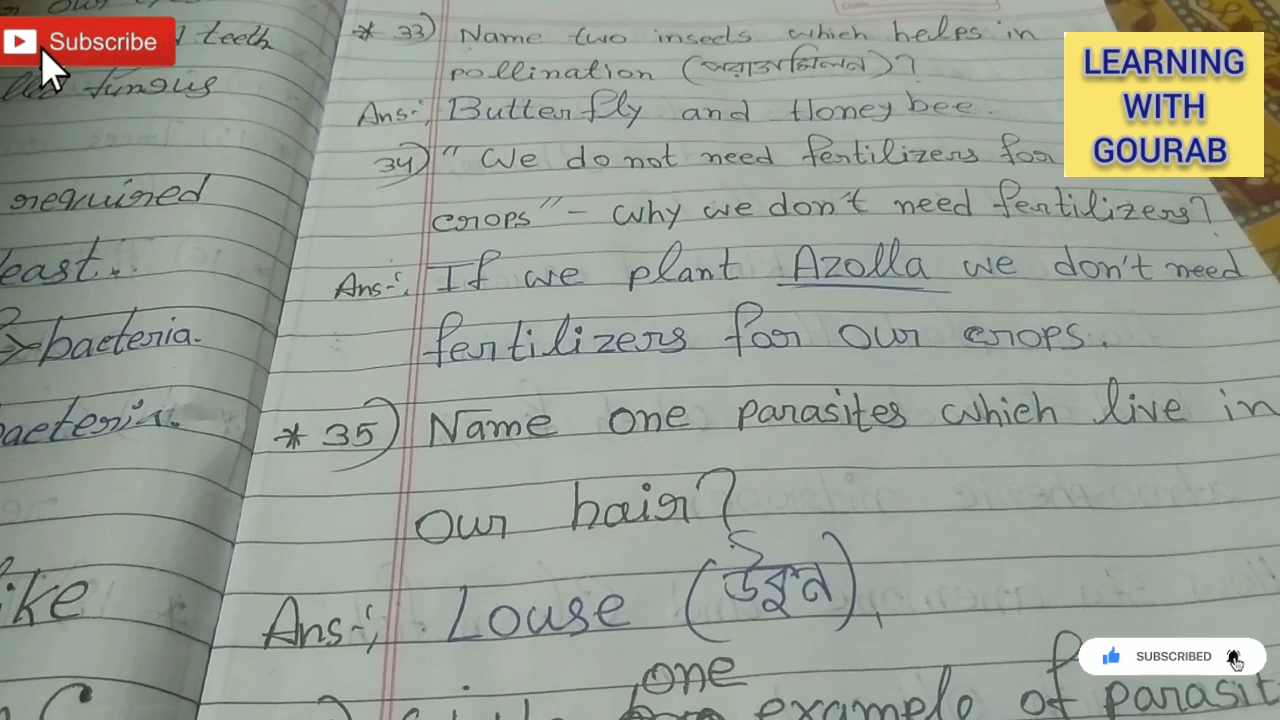 Subscribe
teeth
fungus
required
east.
bacteria.
bacteria.
ike
* 33) Name two insects which helps in
pollination (পরাগমিলন)?
Ans:- Butterfly and Honey bee.
34) " We do not need fertilizers for
crops" - Why we don't need fertilizers?
Ans:- If we plant Azolla we don't need
fertilizers for our crops.
* 35) Name one parasites which live in
our hair?
Ans:- Louse (উকুন),
one
example of parasit
LEARNING
WITH
GOURAB
SUBSCRIBED